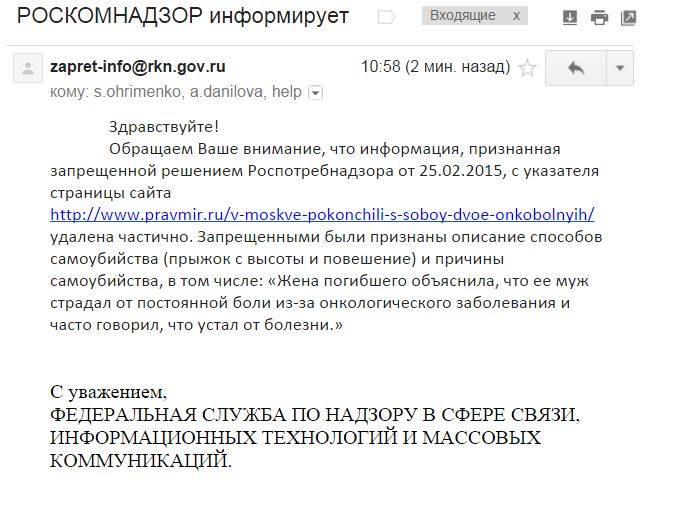 РОСКОМНАДЗОР информирует
Входящие x
zapret-info@rkn.gov.ru
10:58 (2 мин. назад)
кому: s.ohrimenko, a.danilova, help
Здравствуйте!
Обращаем Ваше внимание, что информация, признанная
запрещенной решением Роспотребнадзора от 25.02.2015, с указателя
страницы сайта
http://www.pravmir.ru/v-moskve-pokonchili-s-soboy-dvoe-onkobolnyih/
удалена частично. Запрещенными были признаны описание способов
самоубийства (прыжок с высоты и повешение) и причины
самоубийства, в том числе: «Жена погибшего объяснила, что ее муж
страдал от постоянной боли из-за онкологического заболевания и
часто говорил, что устал от болезни.»
С уважением,
ФЕДЕРАЛЬНАЯ СЛУЖБА ПО НАДЗОРУ В СФЕРЕ СВЯЗИ,
ИНФОРМАЦИОННЫХ ТЕХНОЛОГИЙ И МАССОВЫХ
КОММУНИКАЦИЙ.